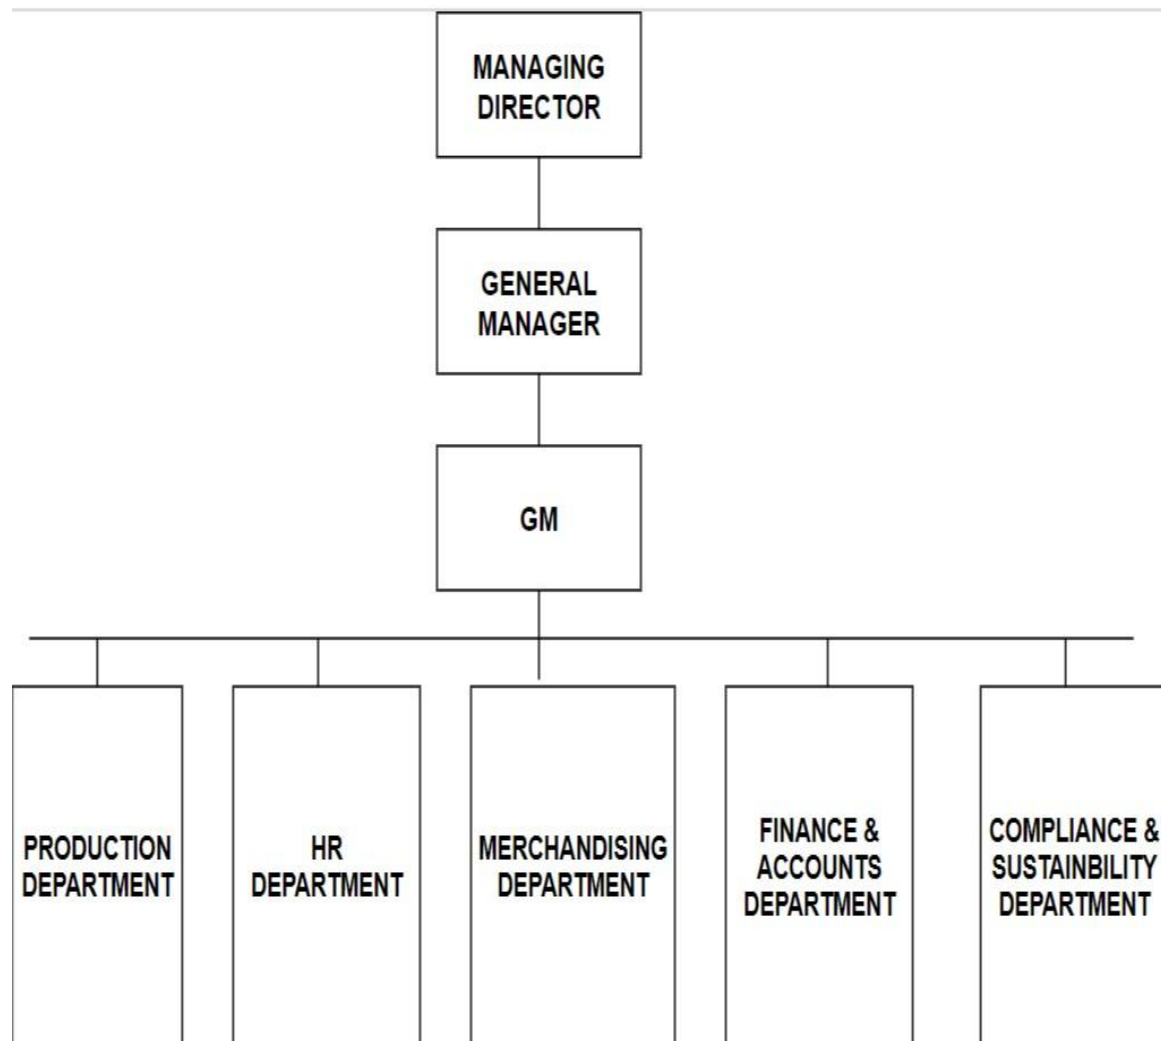 MANAGING
DIRECTOR
GENERAL
MANAGER
GM
PRODUCTION
DEPARTMENT
HR
DEPARTMENT
MERCHANDISING
DEPARTMENT
FINANCE &
ACCOUNTS
DEPARTMENT
COMPLIANCE &
SUSTAINBILITY
DEPARTMENT